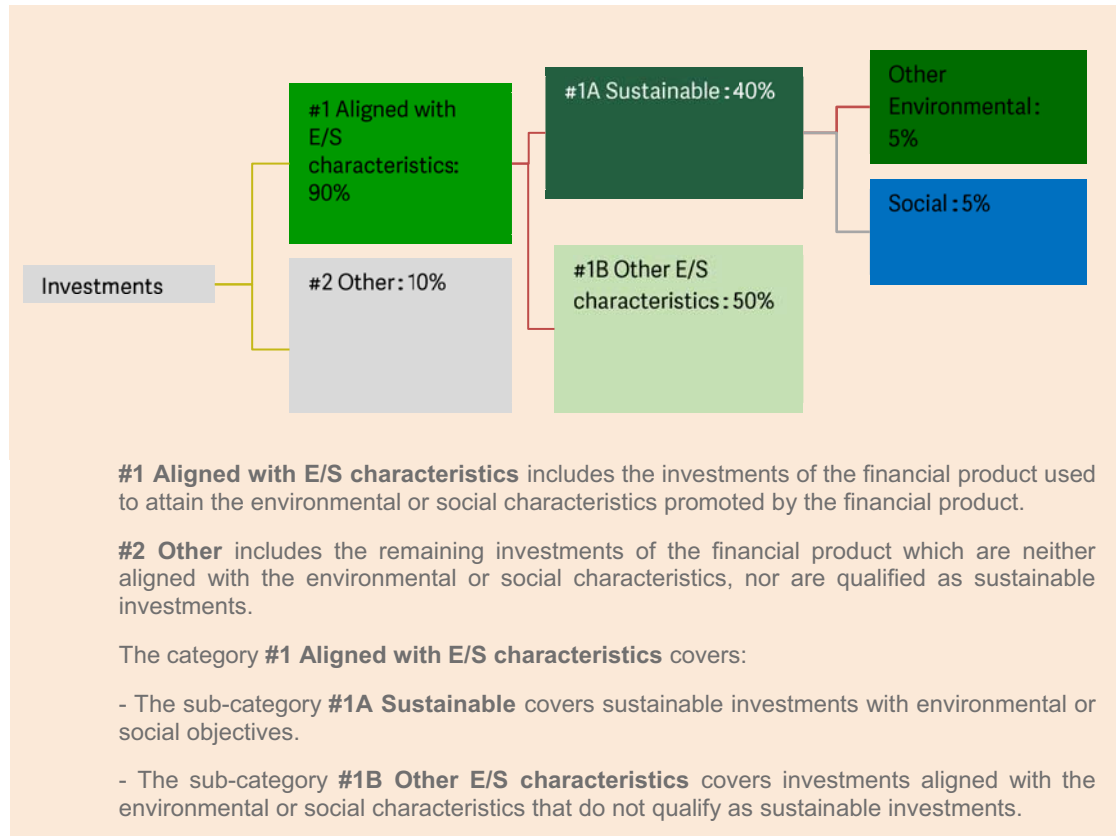 Investments
#1 Aligned with
E/S
characteristics:
90%
#2 Other: 10%
#1A Sustainable: 40%
#1B Other E/S
characteristics: 50%
Other
Environmental:
5%
Social: 5%
#1 Aligned with E/S characteristics includes the investments of the financial product used
to attain the environmental or social characteristics promoted by the financial product.
#2 Other includes the remaining investments of the financial product which are neither
aligned with the environmental or social characteristics, nor are qualified as sustainable
investments.
The category #1 Aligned with E/S characteristics covers:
- The sub-category #1A Sustainable covers sustainable investments with environmental or
social objectives.
- The sub-category #1B Other E/S characteristics covers investments aligned with the
environmental or social characteristics that do not qualify as sustainable investments.